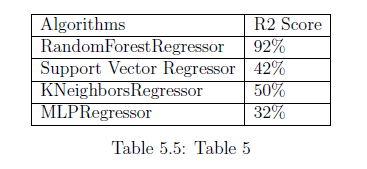 Algorithms R2 Score
RandomForestRegressor 92%
Support Vector Regressor 42%
KNeighborsRegressor 50%
MLPRegressor 32%
Table 5.5: Table 5